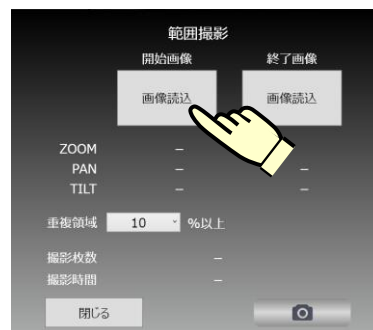 範囲撮影
開始画像 終了画像
画像読込 画像読込
ZOOM –
PAN – –
TILT – –
重複領域 10 %以上
撮影枚数 –
撮影時間 –
閉じる